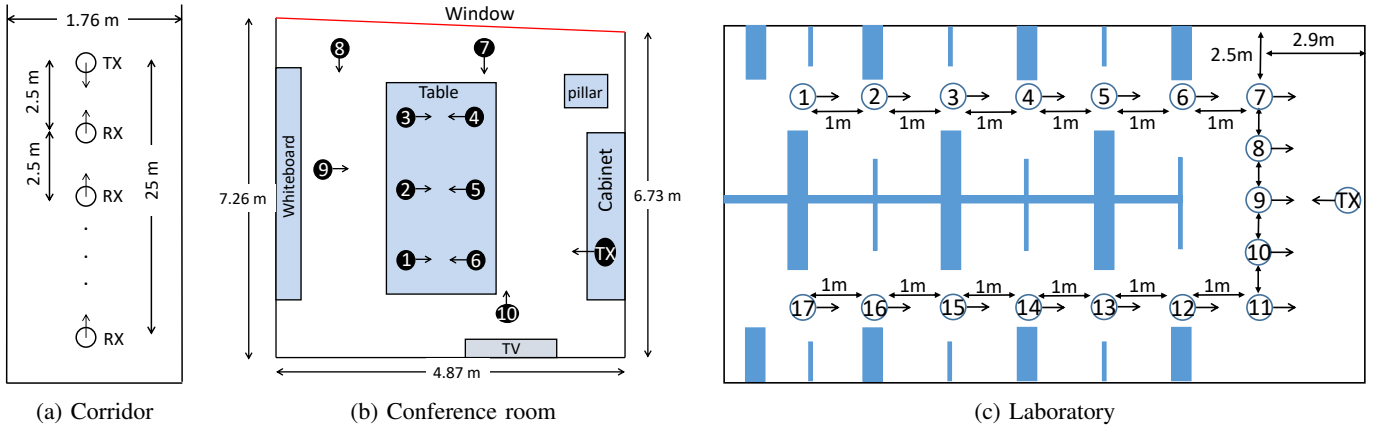 1.76 m
TX
2.5 m
RX
2.5 m
RX
25 m
RX
(a) Corridor
Window
8
7
Table
pillar
3
4
9
Whiteboard
Cabinet
7.26 m
2
5
6.73 m
1
6
TX
10
TV
4.87 m
(b) Conference room
2.5m
2.9m
1
2
3
4
5
6
7
1m
1m
1m
1m
1m
1m
8
9
TX
10
1m
1m
1m
1m
1m
1m
17
16
15
14
13
12
11
(c) Laboratory